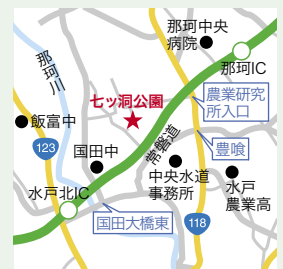 那珂中央
病院
那珂川
那珂IC
七ッ洞公園
農業研究
所入口
飯富中
123
国田中
常磐道
豊喰
中央水道
事務所
水戸
農業高
水戸北IC
国田大橋東
118